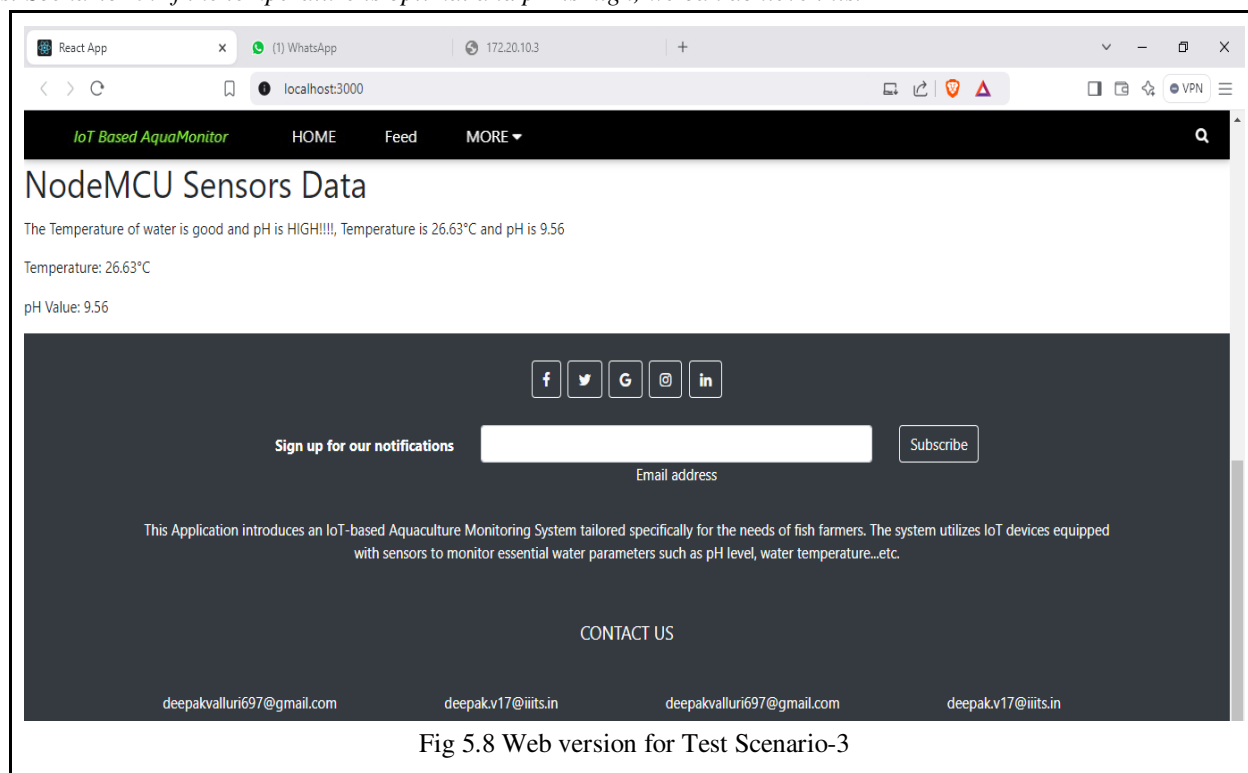 React App
(1) WhatsApp
172.20.10.3
localhost:3000
VPN
IoT Based AquaMonitor HOME Feed MORE
NodeMCU Sensors Data
The Temperature of water is good and pH is HIGH!!!!, Temperature is 26.63°C and pH is 9.56
Temperature: 26.63°C
pH Value: 9.56
Sign up for our notifications
Subscribe
Email address
This Application introduces an IoT-based Aquaculture Monitoring System tailored specifically for the needs of fish farmers. The system utilizes IoT devices equipped
with sensors to monitor essential water parameters such as pH level, water temperature...etc.
CONTACT US
deepakvalluri697@gmail.com deepak.v17@iiits.in deepakvalluri697@gmail.com deepak.v17@iiits.in
Fig 5.8 Web version for Test Scenario-3